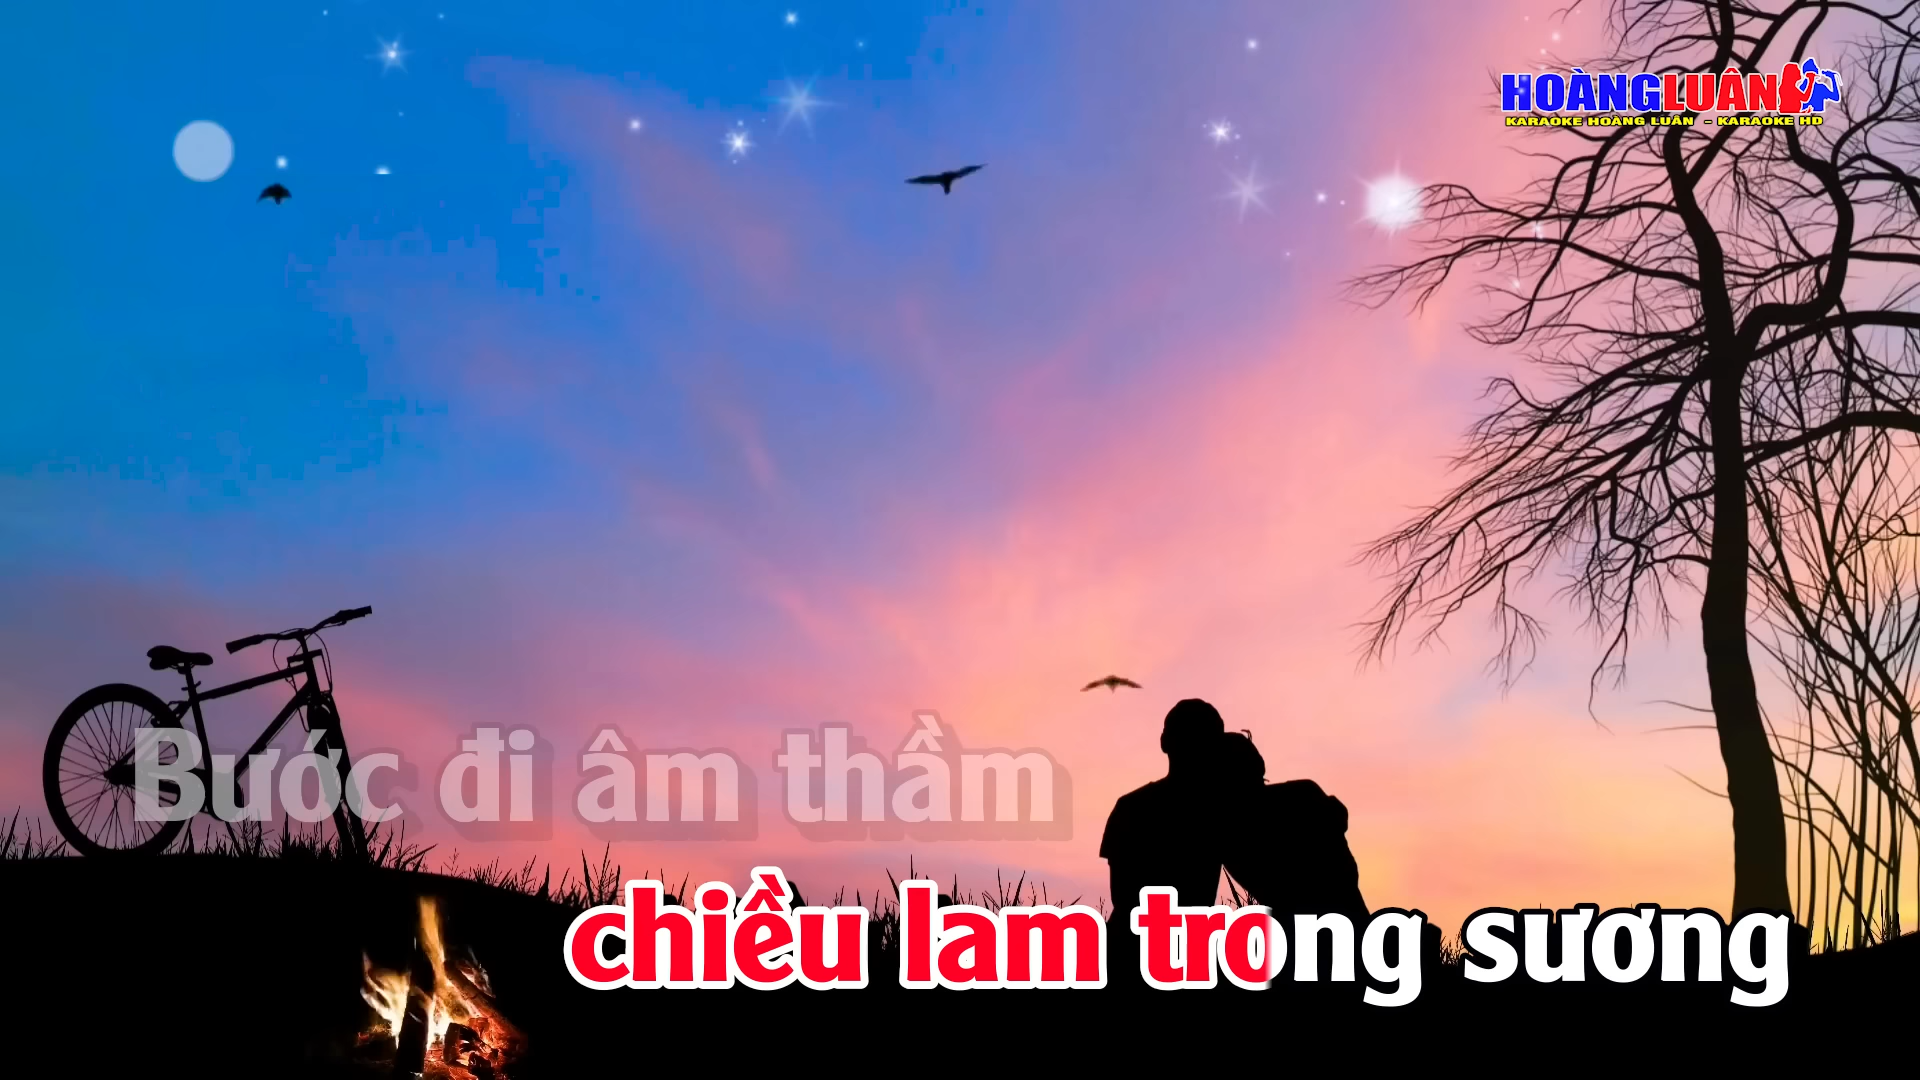 HOÀNGLUÂN
KARAOKE HOÀNG LUÂN - KARAOKE HD
Bước đi âm thầm
chiều lam trong sương